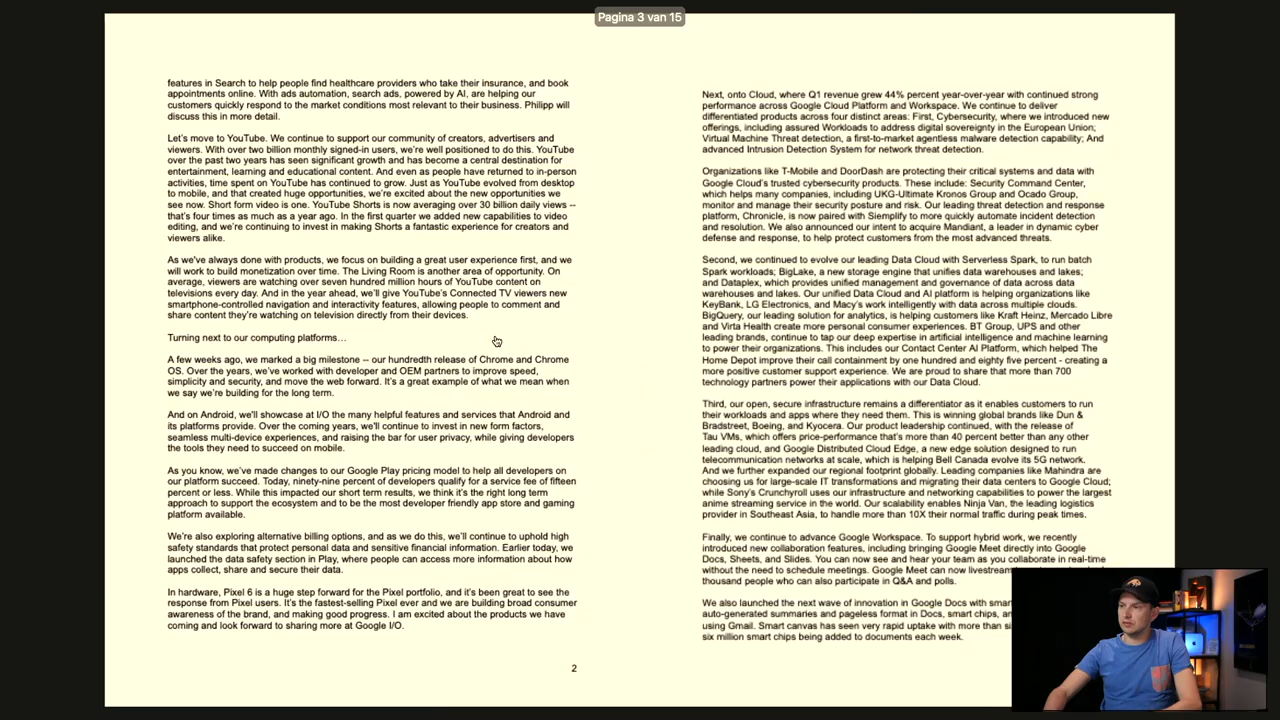 Pagina 3 van 15
features in Search to help people find healthcare providers who take their insurance, and book
appointments online. With ads automation, search ads, powered by AI, are helping our
customers quickly respond to the market conditions most relevant to their business. Philipp will
discuss this in more detail.
Let's move to YouTube. We continue to support our community of creators, advertisers and
viewers. With over two billion monthly signed-in users, we're well positioned to do this. YouTube
over the past two years has seen significant growth and has become a central destination for
entertainment, learning and educational content. And even as people have returned to in-person
activities, time spent on YouTube has continued to grow. Just as YouTube evolved from desktop
to mobile, and that created huge opportunities, we're excited about the new opportunities we
see now. Short form video is one. YouTube Shorts is now averaging over 30 billion daily views --
that's four times as much as a year ago. In the first quarter we added new capabilities to video
editing, and we're continuing to invest in making Shorts a fantastic experience for creators and
viewers alike.
As we've always done with products, we focus on building a great user experience first, and we
will work to build monetization over time. The Living Room is another area of opportunity. On
average, viewers are watching over seven hundred million hours of YouTube content on
televisions every day. And in the year ahead, we'll give YouTube's Connected TV viewers new
smartphone-controlled navigation and interactivity features, allowing people to comment and
share content they're watching on television directly from their devices.
Turning next to our computing platforms…
A few weeks ago, we marked a big milestone -- our hundredth release of Chrome and Chrome
OS. Over the years, we've worked with developer and OEM partners to improve speed,
simplicity and security, and move the web forward. It's a great example of what we mean when
we say we're building for the long term.
And on Android, we'll showcase at I/O the many helpful features and services that Android and
its platforms provide. Over the coming years, we'll continue to invest in new form factors,
seamless multi-device experiences, and raising the bar for user privacy, while giving developers
the tools they need to succeed on mobile.
As you know, we've made changes to our Google Play pricing model to help all developers on
our platform succeed. Today, ninety-nine percent of developers qualify for a service fee of fifteen
percent or less. While this impacted our short term results, we think it's the right long term
approach to support the ecosystem and to be the most developer friendly app store and gaming
platform available.
We're also exploring alternative billing options, and as we do this, we'll continue to uphold high
safety standards that protect personal data and sensitive financial information. Earlier today, we
launched the data safety section in Play, where people can access more information about how
apps collect, share and secure their data.
In hardware, Pixel 6 is a huge step forward for the Pixel portfolio, and it's been great to see the
response from Pixel users. It's the fastest-selling Pixel ever and we are building broad consumer
awareness of the brand, and making good progress. I am excited about the products we have
coming and look forward to sharing more at Google I/O.
2
Next, onto Cloud, where Q1 revenue grew 44% percent year-over-year with continued strong
performance across Google Cloud Platform and Workspace. We continue to deliver
differentiated products across four distinct areas: First, Cybersecurity, where we introduced new
offerings, including assured Workloads to address digital sovereignty in the European Union;
Virtual Machine Threat detection, a first-to-market agentless malware detection capability; And
advanced Intrusion Detection System for network threat detection.
Organizations like T-Mobile and DoorDash are protecting their critical systems and data with
Google Cloud's trusted cybersecurity products. These include: Security Command Center,
which helps many companies, including UKG-Ultimate Kronos Group and Ocado Group,
monitor and manage their security posture and risk. Our leading threat detection and response
platform, Chronicle, is now paired with Siemplify to more quickly automate incident detection
and resolution. We also announced our intent to acquire Mandiant, a leader in dynamic cyber
defense and response, to help protect customers from the most advanced threats.
Second, we continued to evolve our leading Data Cloud with Serverless Spark, to run batch
Spark workloads; BigLake, a new storage engine that unifies data warehouses and lakes;
and Dataplex, which provides unified management and governance of data across data
warehouses and lakes. Our unified Data Cloud and AI platform is helping organizations like
KeyBank, LG Electronics, and Macy's work intelligently with data across multiple clouds.
BigQuery, our leading solution for analytics, is helping customers like Kraft Heinz, Mercado Libre
and Virta Health create more personal consumer experiences. BT Group, UPS and other
leading brands, continue to tap our deep expertise in artificial intelligence and machine learning
to power their organizations. This includes our Contact Center AI Platform, which helped The
Home Depot improve their call containment by one hundred and eighty five percent - creating a
more positive customer support experience. We are proud to share that more than 700
technology partners power their applications with our Data Cloud.
Third, our open, secure infrastructure remains a differentiator as it enables customers to run
their workloads and apps where they need them. This is winning global brands like Dun &
Bradstreet, Boeing, and Kyocera. Our product leadership continued, with the release of
Tau VMs, which offers price-performance that's more than 40 percent better than any other
leading cloud, and Google Distributed Cloud Edge, a new edge solution designed to run
telecommunication networks at scale, which is helping Bell Canada evolve its 5G network.
And we further expanded our regional footprint globally. Leading companies like Mahindra are
choosing us for large-scale IT transformations and migrating their data centers to Google Cloud;
while Sony's Crunchyroll uses our infrastructure and networking capabilities to power the largest
anime streaming service in the world. Our scalability enables Ninja Van, the leading logistics
provider in Southeast Asia, to handle more than 10X their normal traffic during peak times.
Finally, we continue to advance Google Workspace. To support hybrid work, we recently
introduced new collaboration features, including bringing Google Meet directly into Google
Docs, Sheets, and Slides. You can now see and hear your team as you collaborate in real-time
without the need to schedule meetings. Google Meet can now livestream
thousand people who can also participate in Q&A and polls.
We also launched the next wave of innovation in Google Docs with smart
auto-generated summaries and pageless format in Docs, smart chips,
using Gmail. Smart canvas has seen very rapid uptake with more than
six million smart chips being added to documents each week.